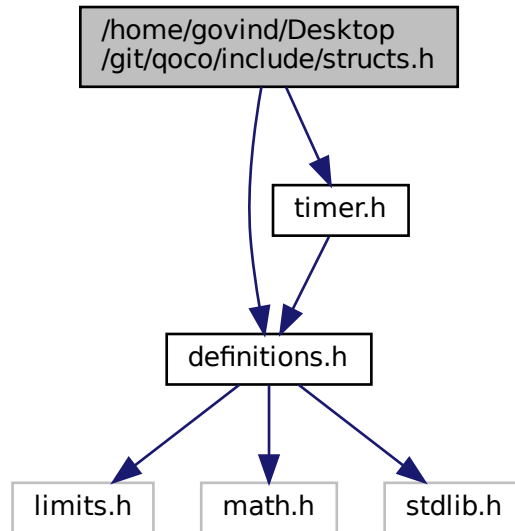 /home/govind/Desktop
/git/qoco/include/structs.h
timer.h
definitions.h
limits.h
math.h
stdlib.h